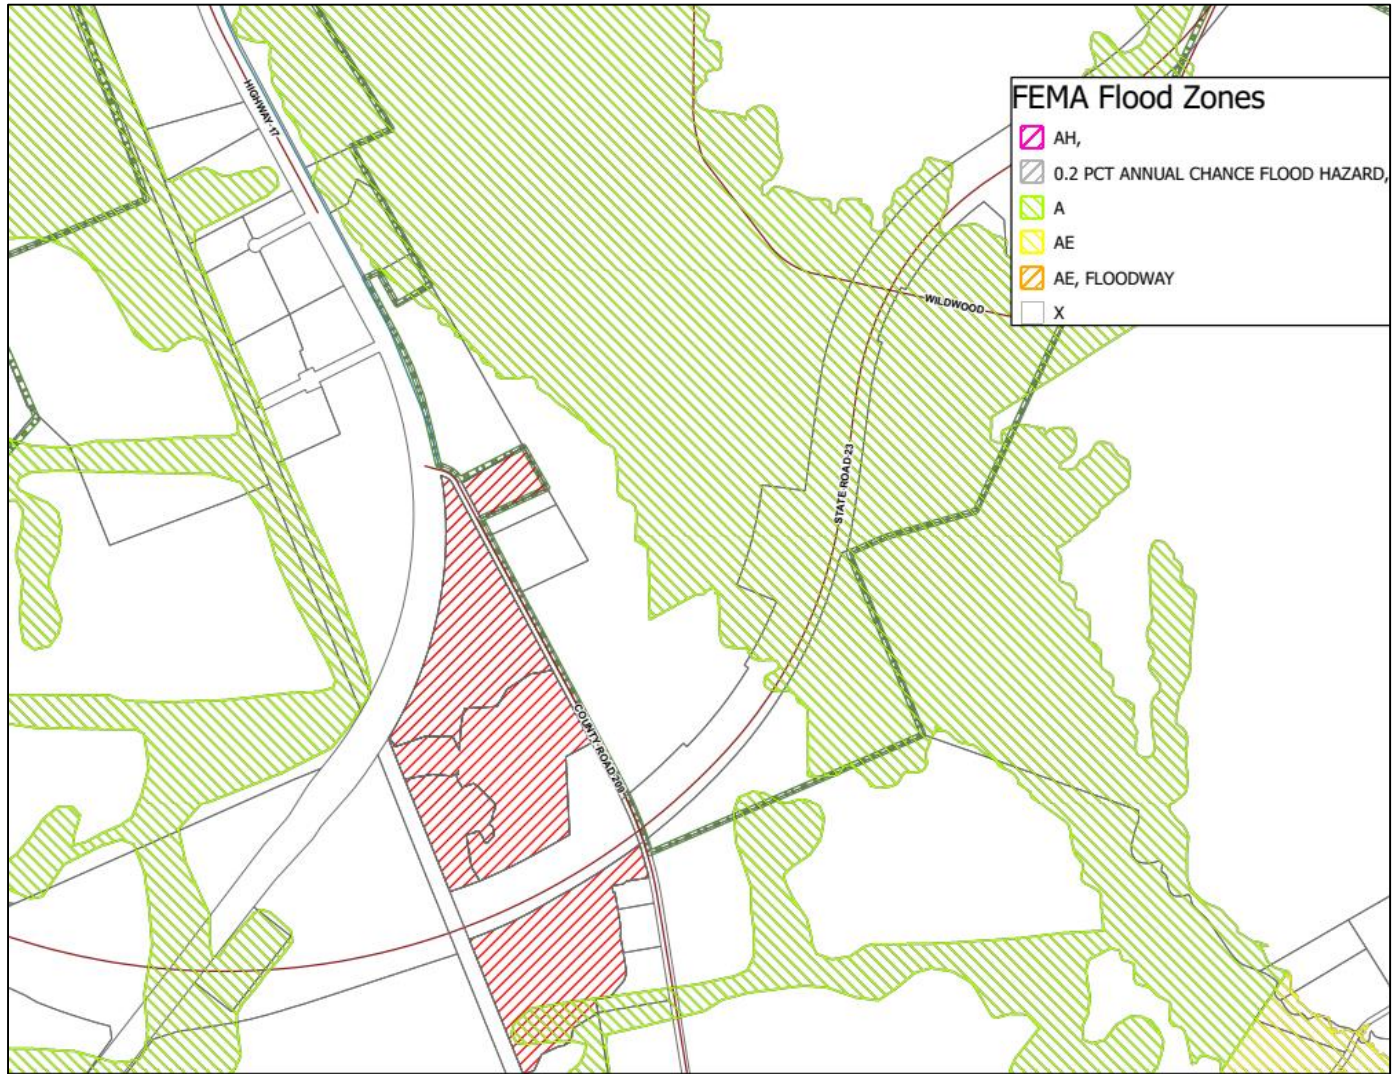 HIGHWAY 17
FEMA Flood Zones
AH,
0.2 PCT ANNUAL CHANCE FLOOD HAZARD,
A
AE
AE, FLOODWAY
X
WILDWOOD
STATE ROAD 23
COUNTY ROAD 209